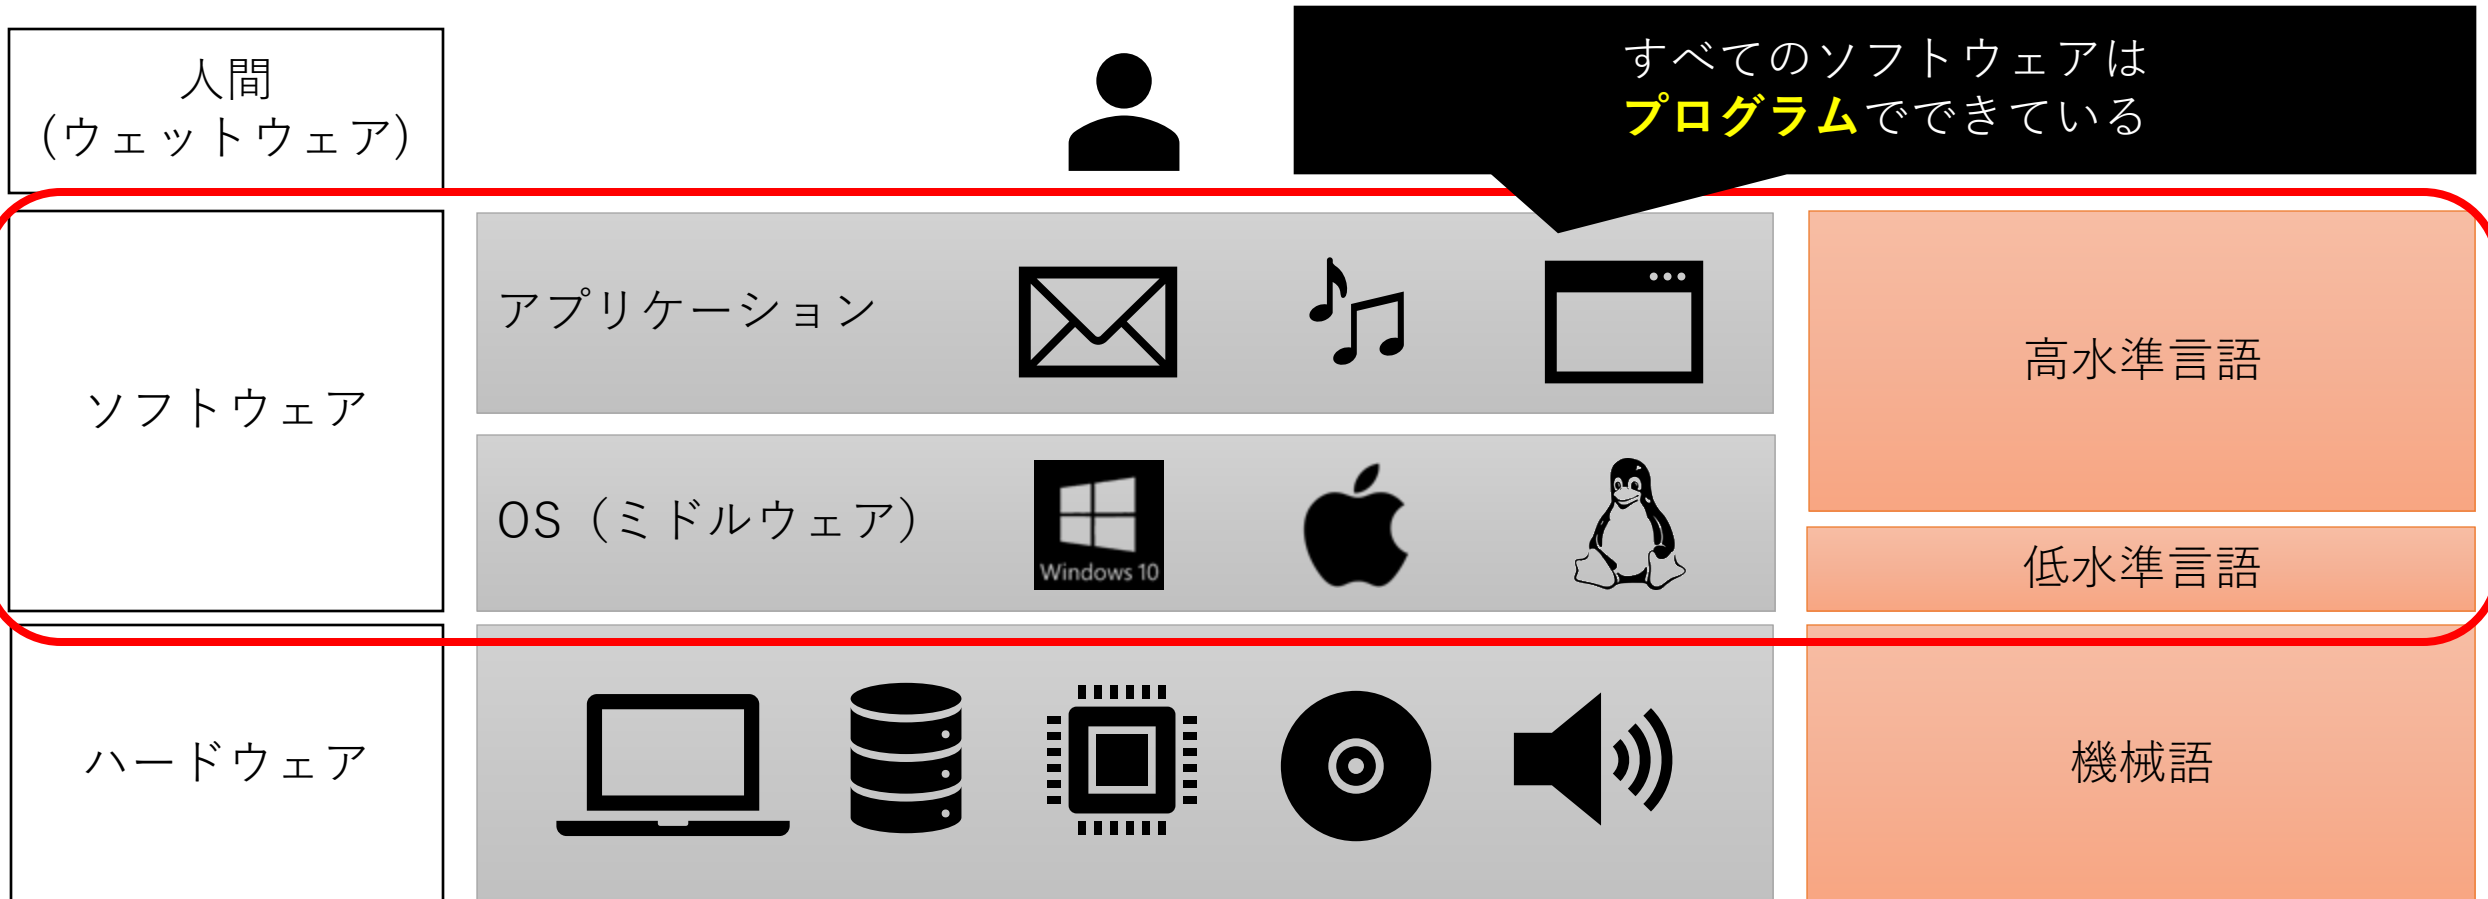 人間
（ウェットウェア）
すべてのソフトウェアは
プログラムでできている
ソフトウェア
アプリケーション
高水準言語
OS（ミドルウェア）
Windows 10
低水準言語
ハードウェア
機械語